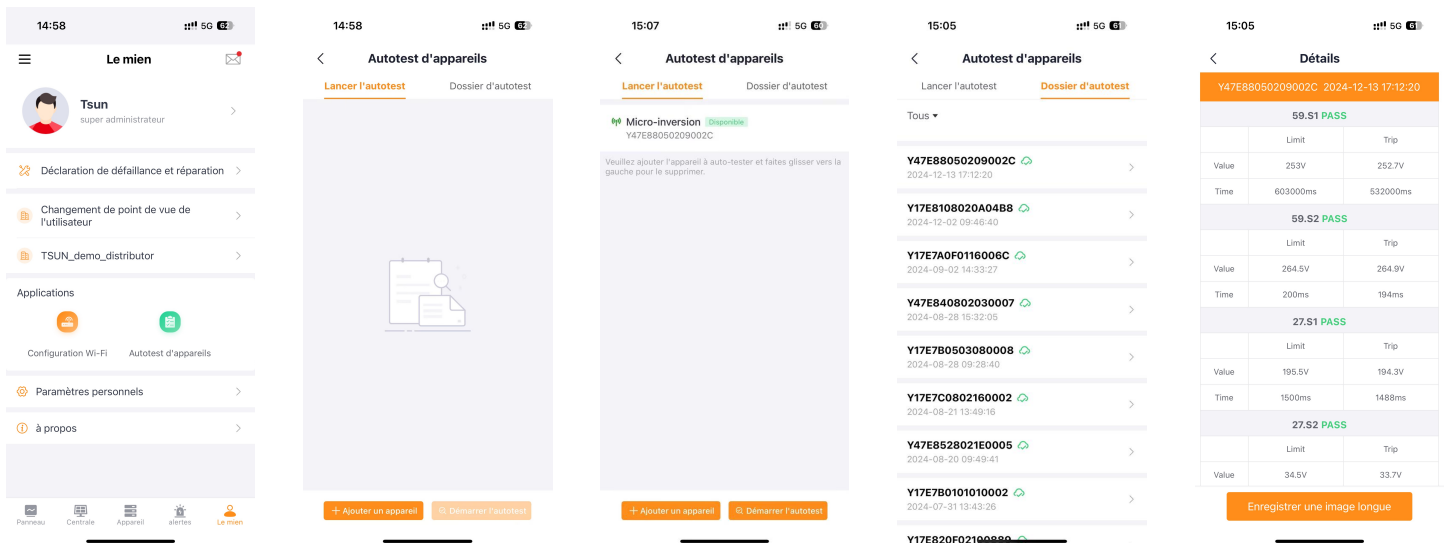 14:58
5G 62
Le mien
Tsun
super administrateur
Déclaration de défaillance et réparation
Changement de point de vue de
l'utilisateur
TSUN_demo_distributor
Applications
Configuration Wi-Fi
Autotest d'appareils
Paramètres personnels
à propos
Panneau
Centrale
Appareil
alertes
Le mien
14:58
5G 62
Autotest d'appareils
Lancer l'autotest
Dossier d'autotest
+ Ajouter un appareil
Démarrer l'autotest
15:07
5G 60
Autotest d'appareils
Lancer l'autotest
Dossier d'autotest
Micro-inversion Disponible
Y47E88050209002C
Veuillez ajouter l'appareil à auto-tester et faites glisser vers la
gauche pour le supprimer.
+ Ajouter un appareil
Démarrer l'autotest
15:05
5G 61
Autotest d'appareils
Lancer l'autotest
Dossier d'autotest
Tous
Y47E88050209002C
2024-12-13 17:12:20
Y17E8108020A04B8
2024-12-02 09:46:40
Y17E7A0F0116006C
2024-09-02 14:33:27
Y47E840802030007
2024-08-28 15:32:05
Y17E7B0503080008
2024-08-28 09:28:40
Y17E7C0802160002
2024-08-21 13:49:16
Y47E8528021E0005
2024-08-20 09:49:41
Y17E7B0101010002
2024-07-31 13:43:26
15:05
5G 61
Détails
Y47E88050209002C 2024-12-13 17:12:20
59.S1 PASS
Limit Trip
Value 253V 252.7V
Time 603000ms 532000ms
59.S2 PASS
Limit Trip
Value 264.5V 264.9V
Time 200ms 194ms
27.S1 PASS
Limit Trip
Value 195.5V 194.3V
Time 1500ms 1488ms
27.S2 PASS
Limit Trip
Value 34.5V 33.7V
Enregistrer une image longue